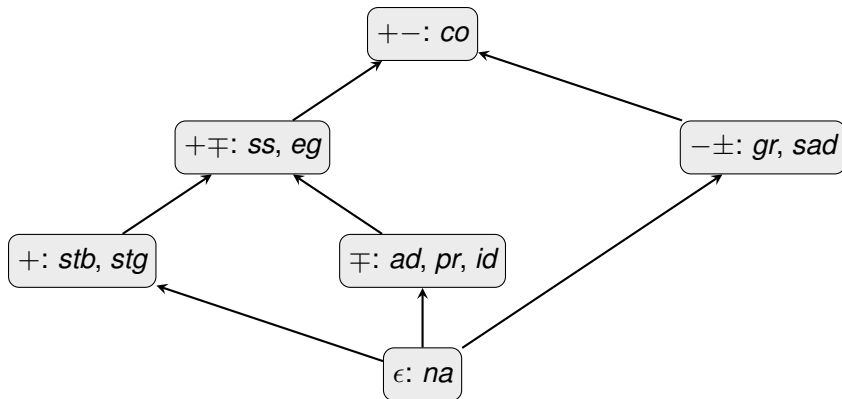 +−: co
+∓: ss, eg
−±: gr, sad
+: stb, stg
∓: ad, pr, id
ϵ: na